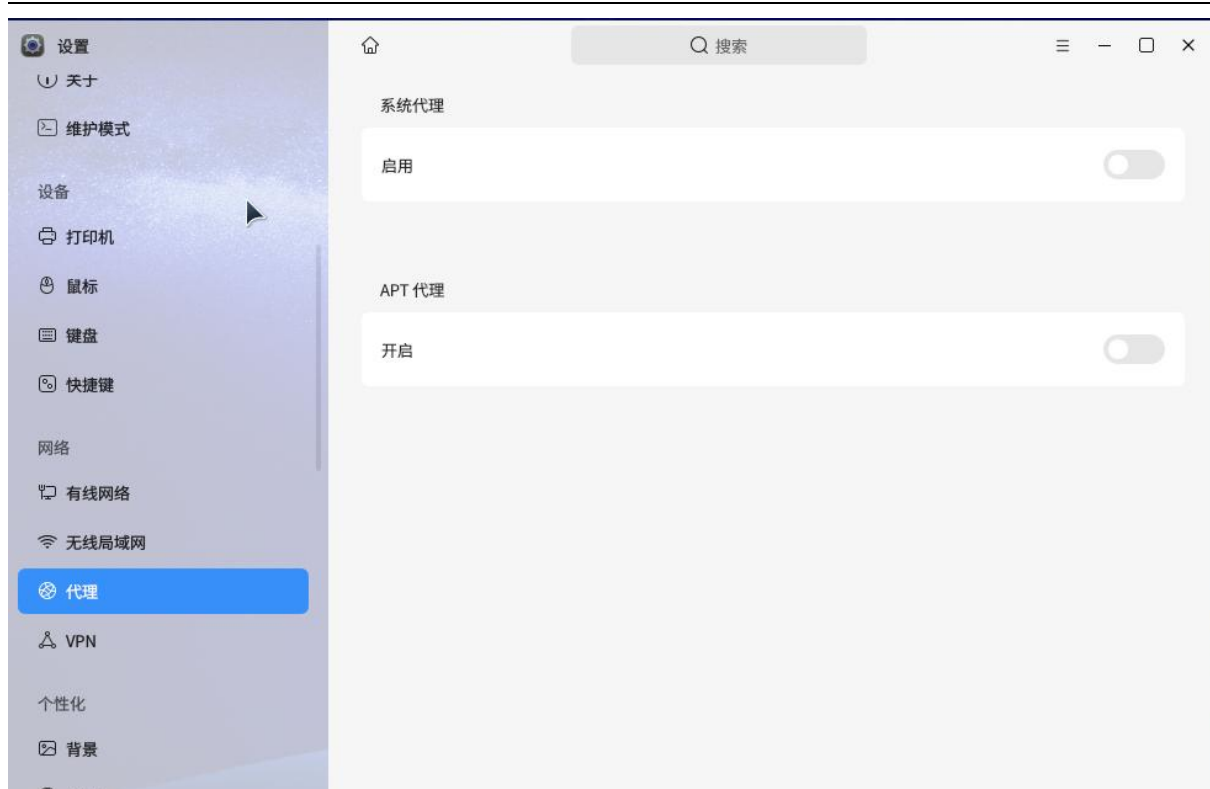 设置
搜索
关于
维护模式
设备
打印机
鼠标
键盘
快捷键
网络
有线网络
无线局域网
代理
VPN
个性化
背景
系统代理
启用
APT 代理
开启